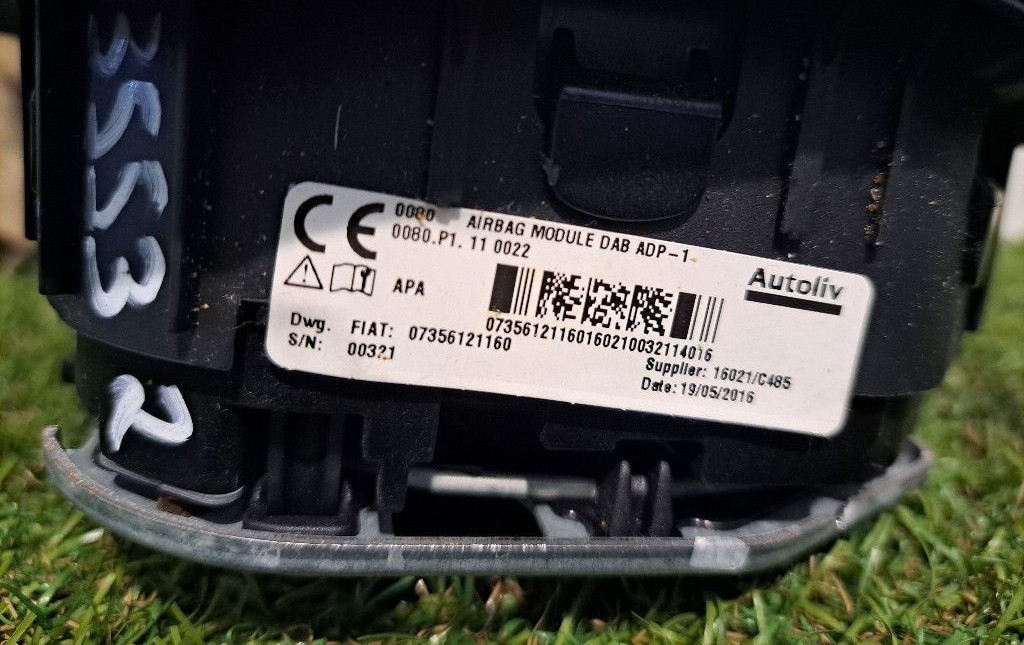 3553
2
CE 0080 AIRBAG MODULE DAB ADP-1
0080.P1. 11 0022
APA
Autoliv
Dwg. FIAT: 07356121160
S/N: 00321
07356121160160210032114016
Supplier: 16021/C485
Date: 19/05/2016